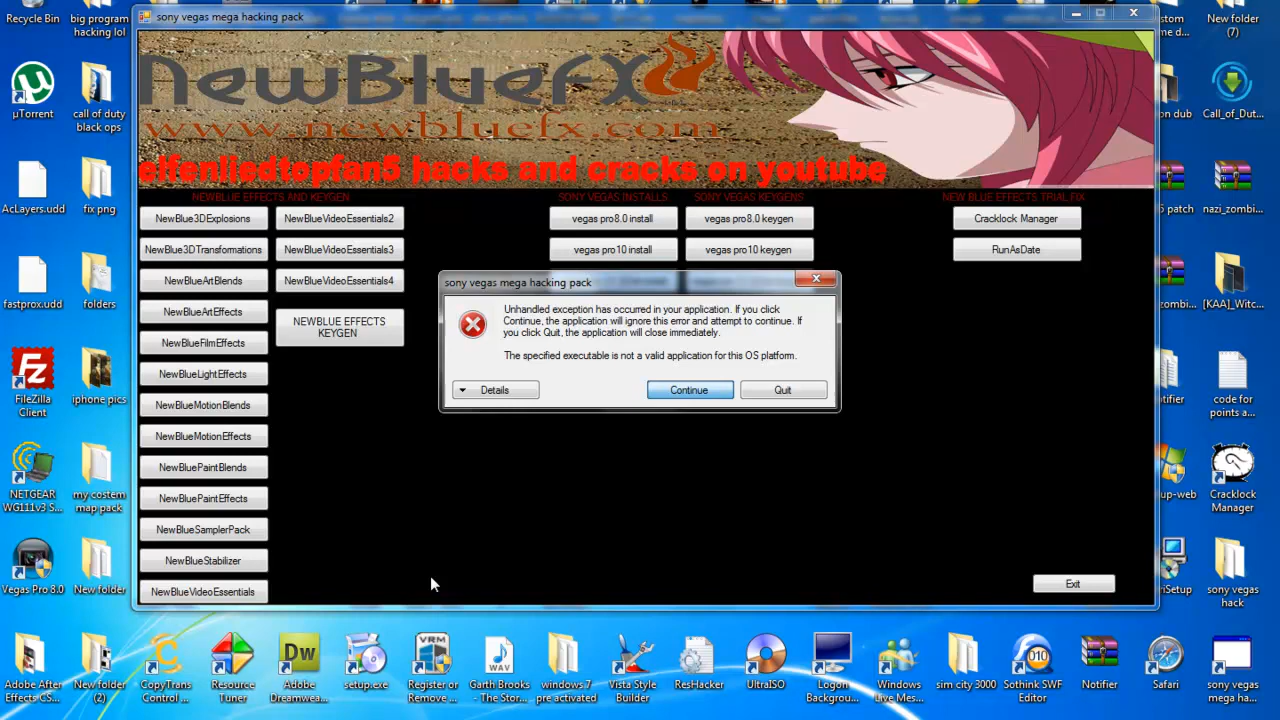 Recycle Bin
big program
hacking lol
sony vegas mega hacking pack
New folder
(7)
NewBlueFX
www.newbluefx.com
elfenliedtopfan5 hacks and cracks on youtube
µTorrent
call of duty
black ops
Call_of_Dut...
AcLayers.udd
fix png
nazi_zombi...
fastprox.udd
folders
[KAA]_Witc...
FileZilla
Client
iphone pics
code for
points a...
NETGEAR
WG111v3 S...
my costem
map pack
Cracklock
Manager
Vegas Pro 8.0
New folder
sony vegas
hack
NEWBLUE EFFECTS AND KEYGEN
SONY VEGAS INSTALLS
SONY VEGAS KEYGENS
NEW BLUE EFFECTS TRIAL FIX
NewBlue3DExplosions
NewBlueVideoEssentials2
vegas pro8.0 install
vegas pro8.0 keygen
Cracklock Manager
NewBlue3DTransformations
NewBlueVideoEssentials3
vegas pro10 install
vegas pro10 keygen
RunAsDate
NewBlueArtBlends
NewBlueVideoEssentials4
NewBlueArtEffects
NEWBLUE EFFECTS
KEYGEN
NewBlueFilmEffects
NewBlueLightEffects
NewBlueMotionBlends
NewBlueMotionEffects
NewBluePaintBlends
NewBluePaintEffects
NewBlueSamplerPack
NewBlueStabilizer
NewBlueVideoEssentials
Exit
sony vegas mega hacking pack
Unhandled exception has occurred in your application. If you click
Continue, the application will ignore this error and attempt to continue. If
you click Quit, the application will close immediately.
The specified executable is not a valid application for this OS platform.
Details
Continue
Quit
Adobe After
Effects CS...
New folder
(2)
CopyTrans
Control ...
Resource
Tuner
Adobe
Dreamwea...
setup.exe
Register or
Remove ...
Garth Brooks
- The Stor...
windows 7
pre activated
Vista Style
Builder
ResHacker
UltraISO
Logon
Backgrou...
Windows
Live Mes...
sim city 3000
Sothink SWF
Editor
Notifier
Safari
sony vegas
mega ha...